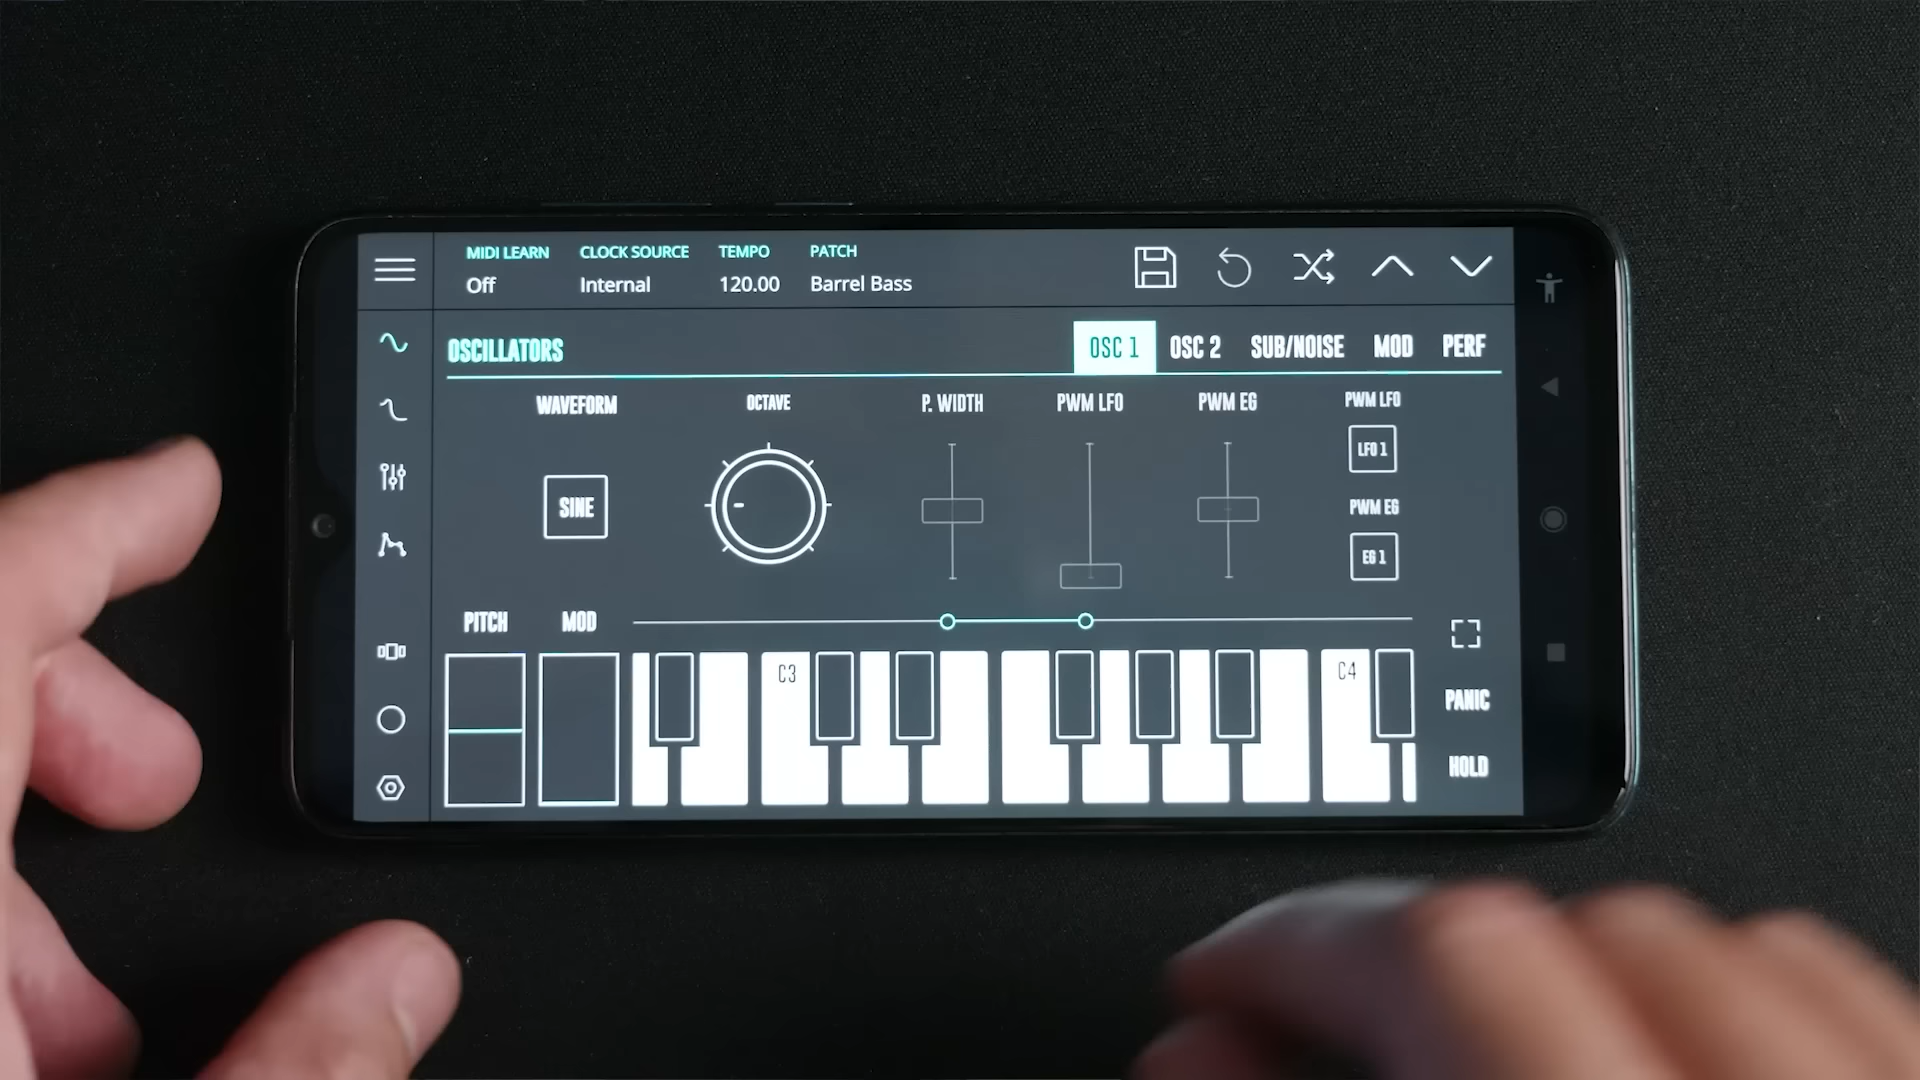 MIDI LEARN CLOCK SOURCE TEMPO PATCH
Off Internal 120.00 Barrel Bass
OSCILLATORS OSC 1 OSC 2 SUB/NOISE MOD PERF
WAVEFORM OCTAVE P. WIDTH PWM LFO PWM EG PWM LFO
LFO 1
SINE PWM EG
EG 1
PITCH MOD
C3 C4
PANIC
HOLD